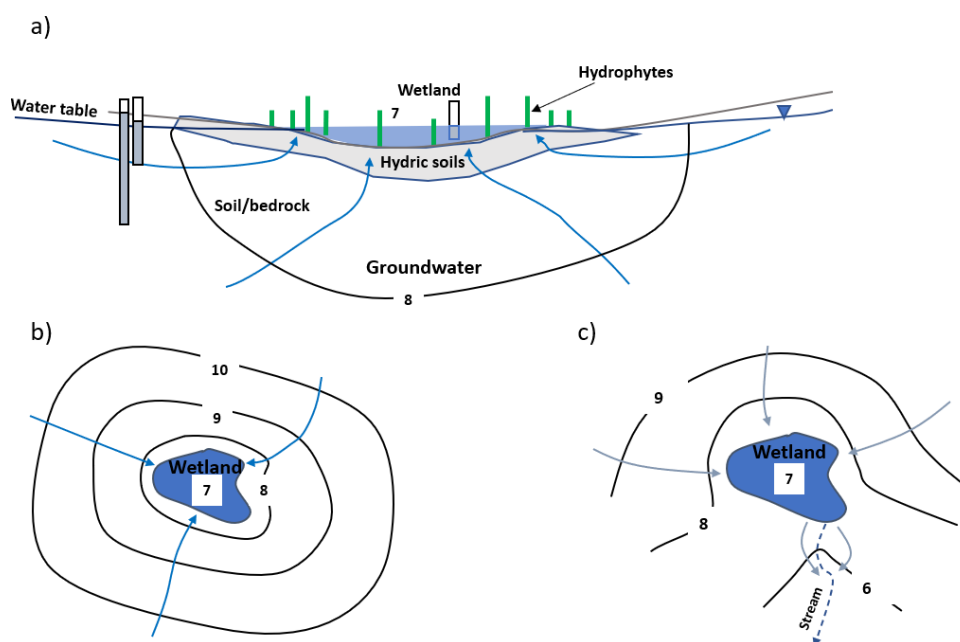 a)
Hydrophytes
Wetland
7
Water table
Hydric soils
Soil/bedrock
Groundwater
8
b)
10
9
Wetland
7
8
c)
9
Wetland
7
8
6
Stream